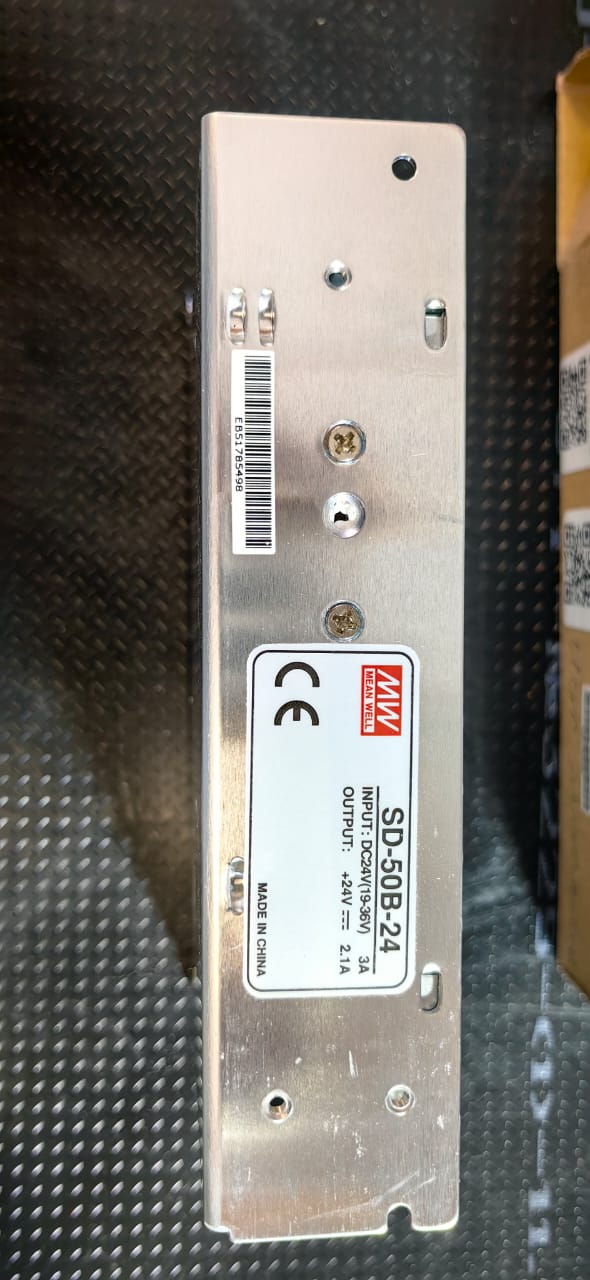 EB51785498
MW
MEAN WELL
SD-50B-24
INPUT: DC24V(19-36V) 3A
OUTPUT: +24V⎓ 2.1A
CE
MADE IN CHINA